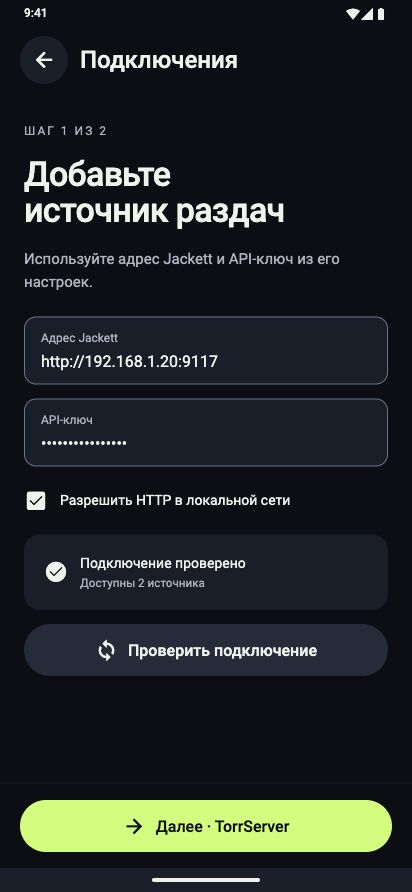 9:41
Подключения
ШАГ 1 ИЗ 2
Добавьте
источник раздач
Используйте адрес Jackett и API-ключ из его
настроек.
Адрес Jackett
http://192.168.1.20:9117
API-ключ
••••••••••••••••
Разрешить HTTP в локальной сети
Подключение проверено
Доступны 2 источника
Проверить подключение
Далее · TorrServer